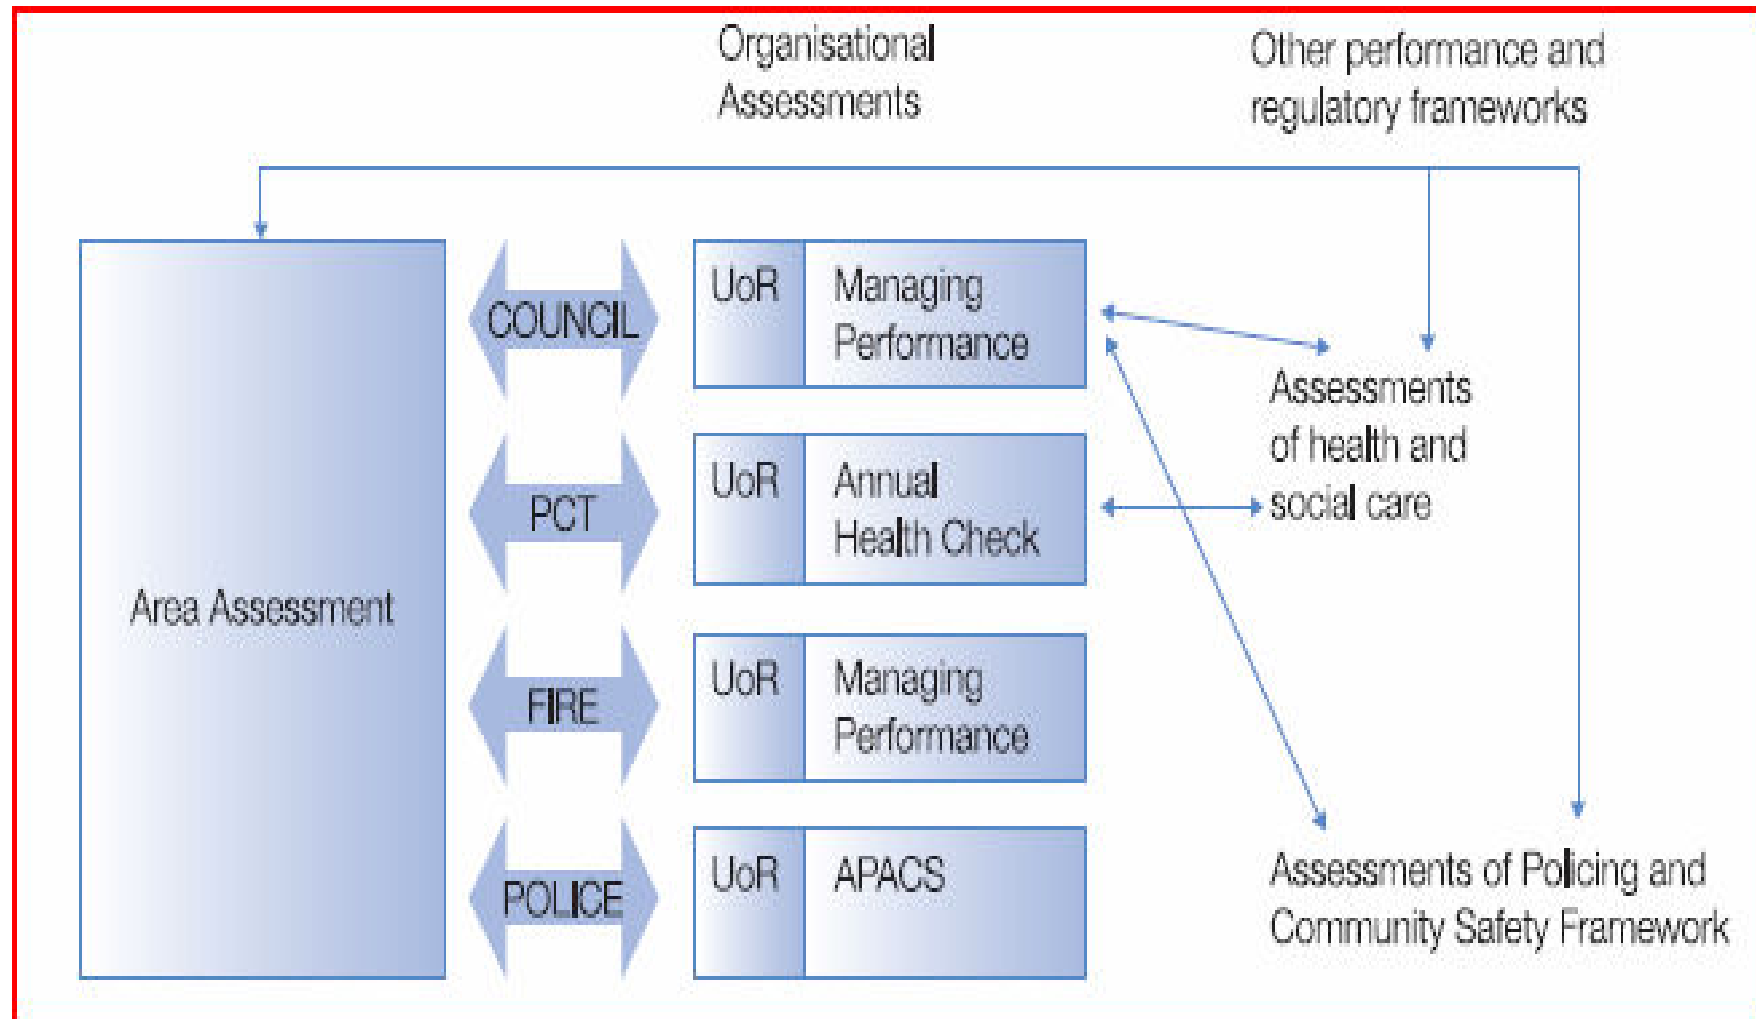 Organisational
Assessments
Other performance and
regulatory frameworks
Area Assessment
COUNCIL
UoR
Managing
Performance
PCT
UoR
Annual
Health Check
FIRE
UoR
Managing
Performance
POLICE
UoR
APACS
Assessments
of health and
social care
Assessments of Policing and
Community Safety Framework